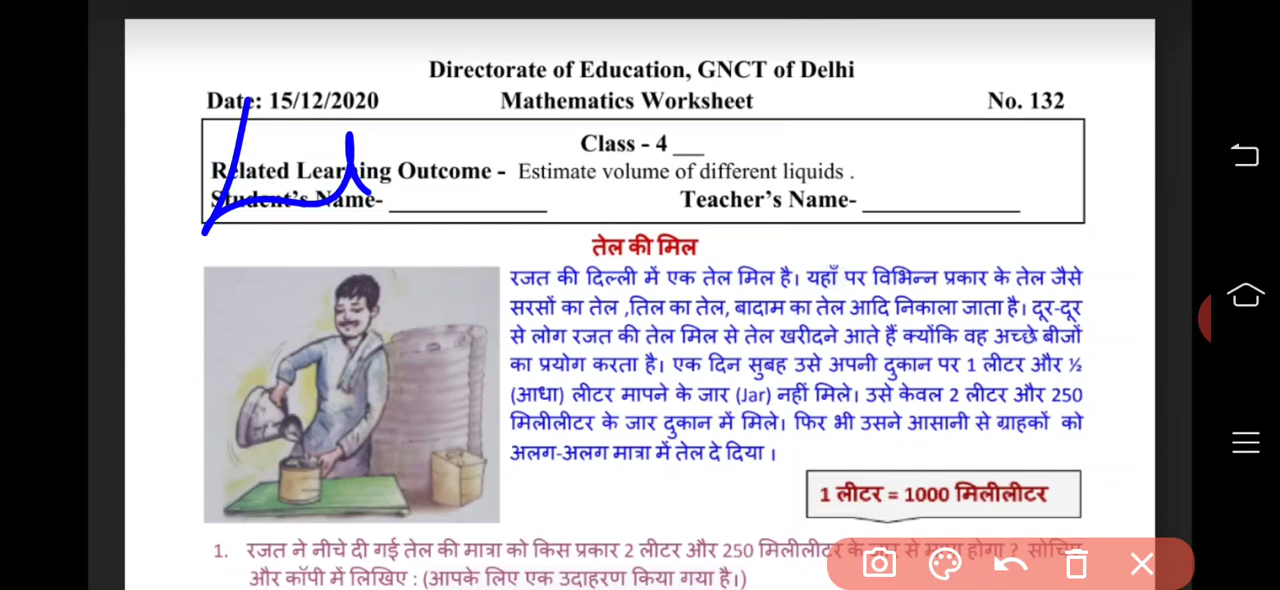 Directorate of Education, GNCT of Delhi
Date: 15/12/2020 Mathematics Worksheet No. 132
Class - 4 __
Related Learning Outcome - Estimate volume of different liquids .
Student's Name- ______________ Teacher's Name- ______________
तेल की मिल
रजत की दिल्ली में एक तेल मिल है। यहाँ पर विभिन्न प्रकार के तेल जैसे
सरसों का तेल ,तिल का तेल, बादाम का तेल आदि निकाला जाता है। दूर-दूर
से लोग रजत की तेल मिल से तेल खरीदने आते हैं क्योंकि वह अच्छे बीजों
का प्रयोग करता है। एक दिन सुबह उसे अपनी दुकान पर 1 लीटर और ½
(आधा) लीटर मापने के जार (Jar) नहीं मिले। उसे केवल 2 लीटर और 250
मिलीलीटर के जार दुकान में मिले। फिर भी उसने आसानी से ग्राहकों को
अलग-अलग मात्रा में तेल दे दिया ।
1 लीटर = 1000 मिलीलीटर
1. रजत ने नीचे दी गई तेल की मात्रा को किस प्रकार 2 लीटर और 250 मिलीलीटर के से होगा ?
और कॉपी में लिखिए : (आपके लिए एक उदाहरण किया गया है।)